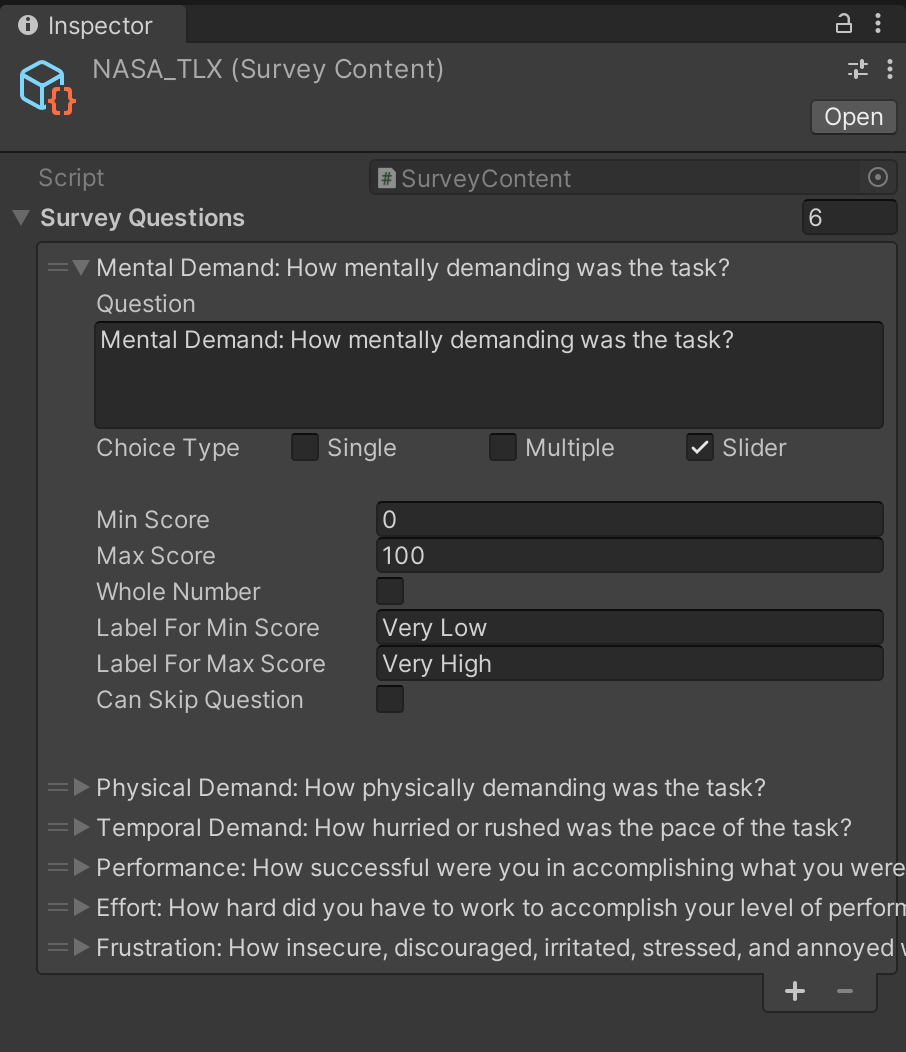 Inspector
NASA_TLX (Survey Content)
Open
Script # SurveyContent
Survey Questions 6
Mental Demand: How mentally demanding was the task?
Question
Mental Demand: How mentally demanding was the task?
Choice Type Single Multiple Slider
Min Score 0
Max Score 100
Whole Number
Label For Min Score Very Low
Label For Max Score Very High
Can Skip Question
Physical Demand: How physically demanding was the task?
Temporal Demand: How hurried or rushed was the pace of the task?
Performance: How successful were you in accomplishing what you were
Effort: How hard did you have to work to accomplish your level of perform
Frustration: How insecure, discouraged, irritated, stressed, and annoyed w